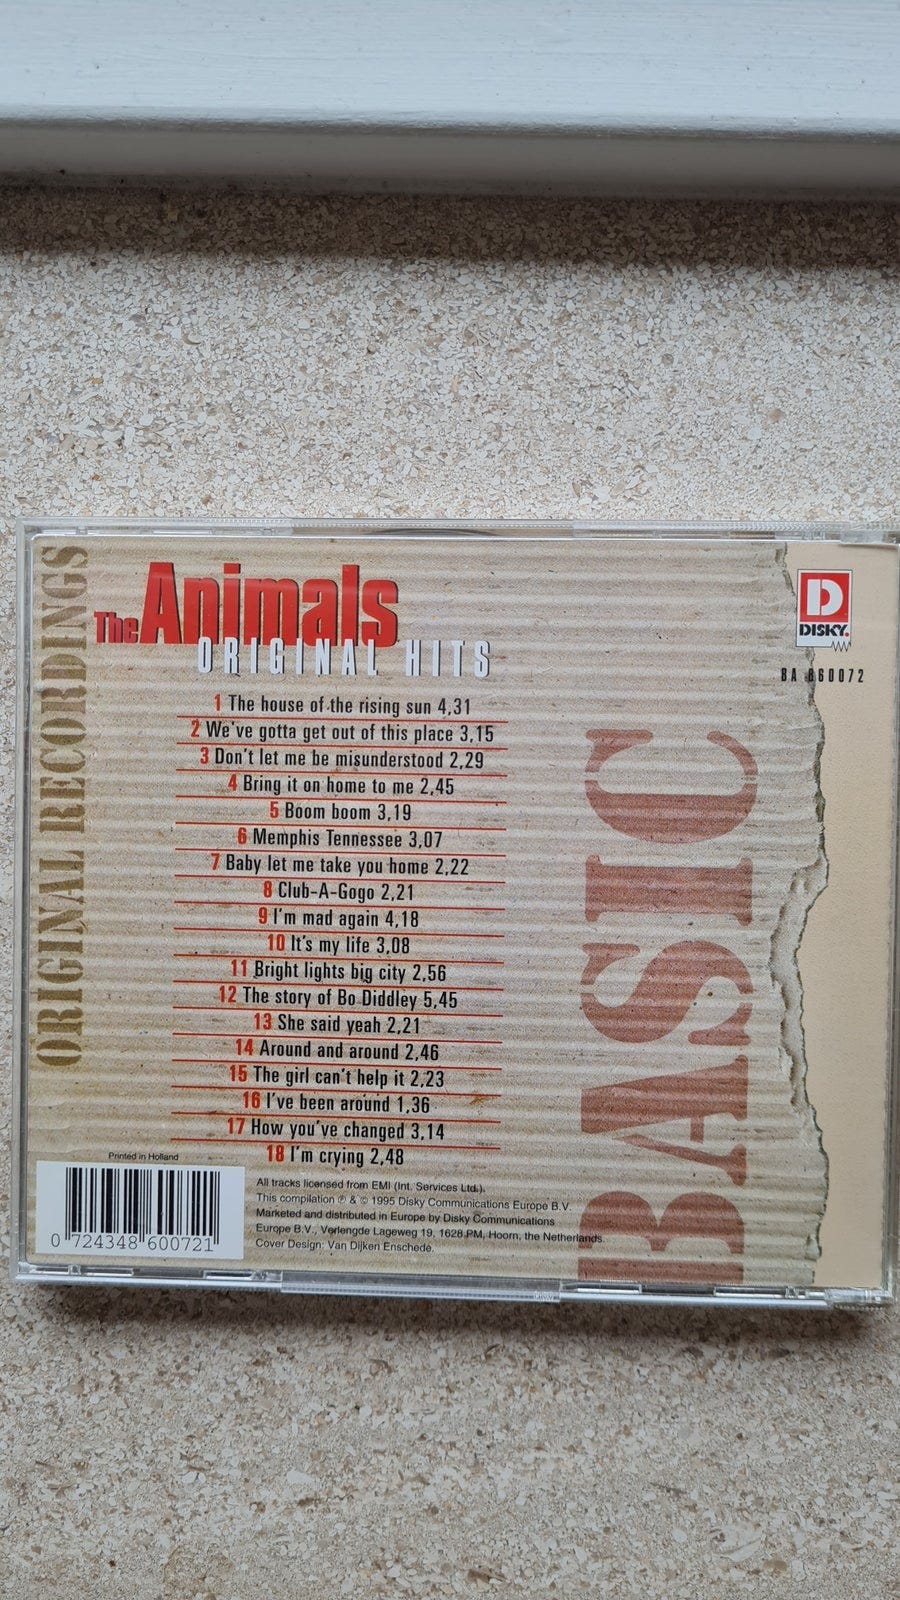 ORIGINAL RECORDINGS
The Animals
ORIGINAL HITS
D
DISKY.
BA 860072
1 The house of the rising sun 4,31
2 We've gotta get out of this place 3,15
3 Don't let me be misunderstood 2,29
4 Bring it on home to me 2,45
5 Boom boom 3,19
6 Memphis Tennessee 3,07
7 Baby let me take you home 2,22
8 Club-A-Gogo 2,21
9 I'm mad again 4,18
10 It's my life 3,08
11 Bright lights big city 2,56
12 The story of Bo Diddley 5,45
13 She said yeah 2,21
14 Around and around 2,46
15 The girl can't help it 2,23
16 I've been around 1,36
17 How you've changed 3,14
18 I'm crying 2,48
BASIC
Printed in Holland
0 724348 600721
All tracks licensed from EMI (Int. Services Ltd.).
This compilation ℗ & © 1995 Disky Communications Europe B.V.
Marketed and distributed in Europe by Disky Communications
Europe B.V., Verlengde Lageweg 19, 1628 PM, Hoorn, the Netherlands.
Cover Design: Van Dijken Enschedé.